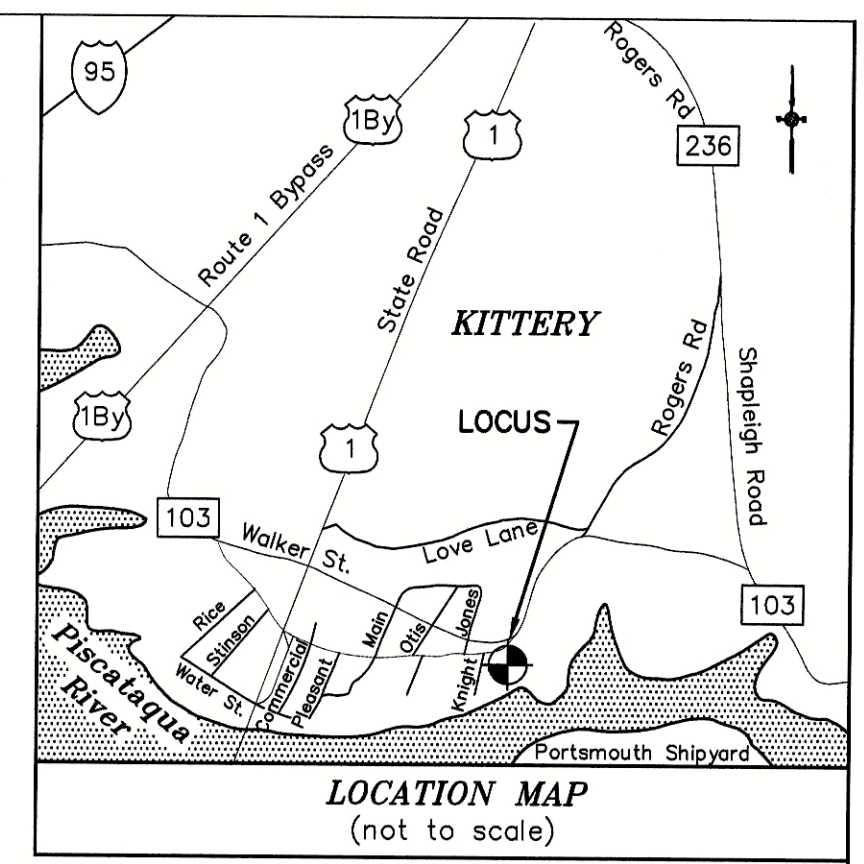 95
1By
1
Rogers Rd
236
Route 1 Bypass
State Road
KITTERY
Rogers Rd
Shapleigh Road
1By
LOCUS
1
103
Walker St.
Love Lane
103
Rice
Stinson
Commercial
Pleasant
Main
Otis
Jones
Knight
Water St.
Piscataqua
River
Portsmouth Shipyard
LOCATION MAP
(not to scale)